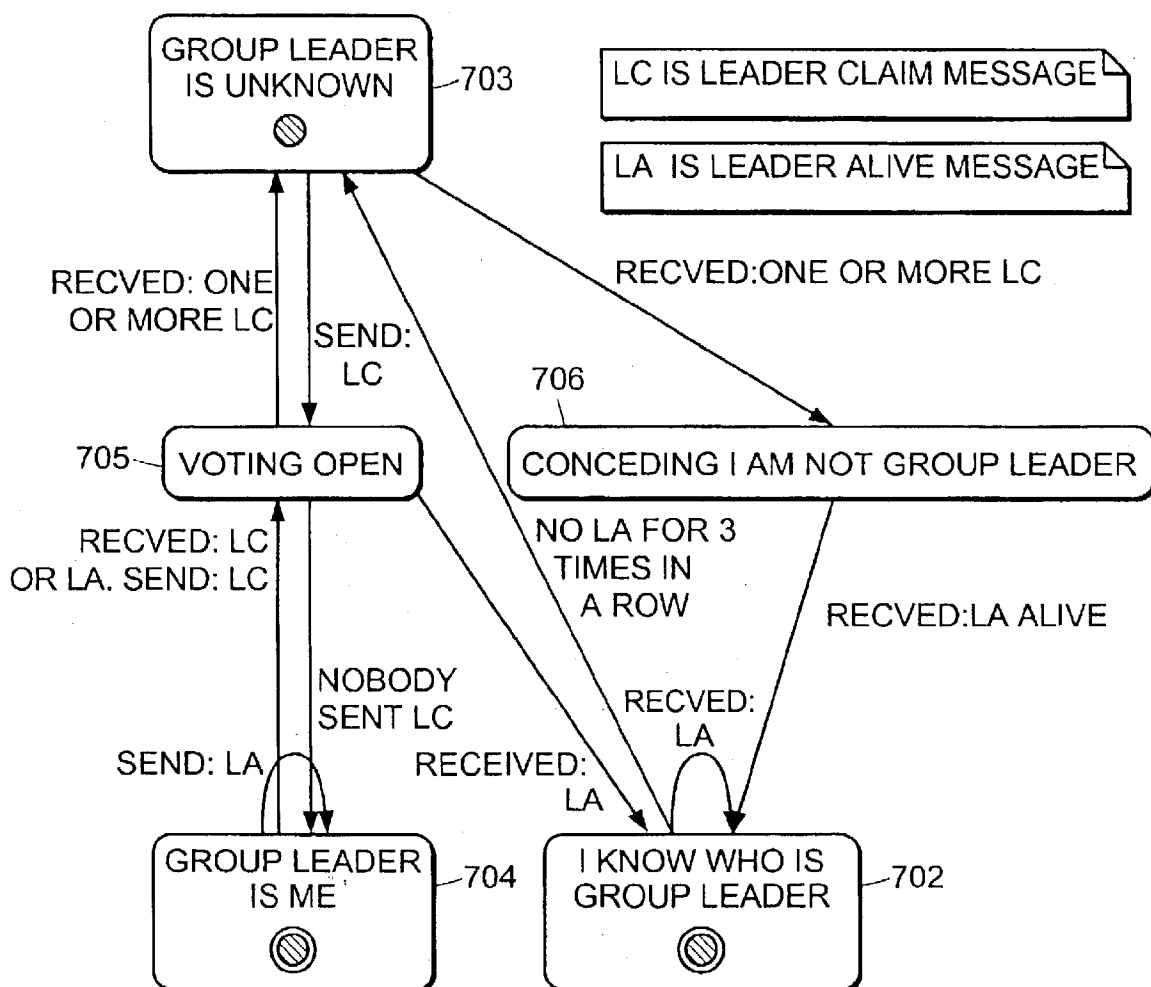 GROUP LEADER
IS UNKNOWN
703
LC IS LEADER CLAIM MESSAGE
LA IS LEADER ALIVE MESSAGE
RECVED: ONE
OR MORE LC
SEND:
LC
RECVED:ONE OR MORE LC
706
705
VOTING OPEN
CONCEDING I AM NOT GROUP LEADER
RECVED: LC
OR LA. SEND: LC
NO LA FOR 3
TIMES IN
A ROW
RECVED:LA ALIVE
NOBODY
SENT LC
SEND: LA
RECEIVED:
LA
RECVED:
LA
GROUP LEADER
IS ME
704
I KNOW WHO IS
GROUP LEADER
702